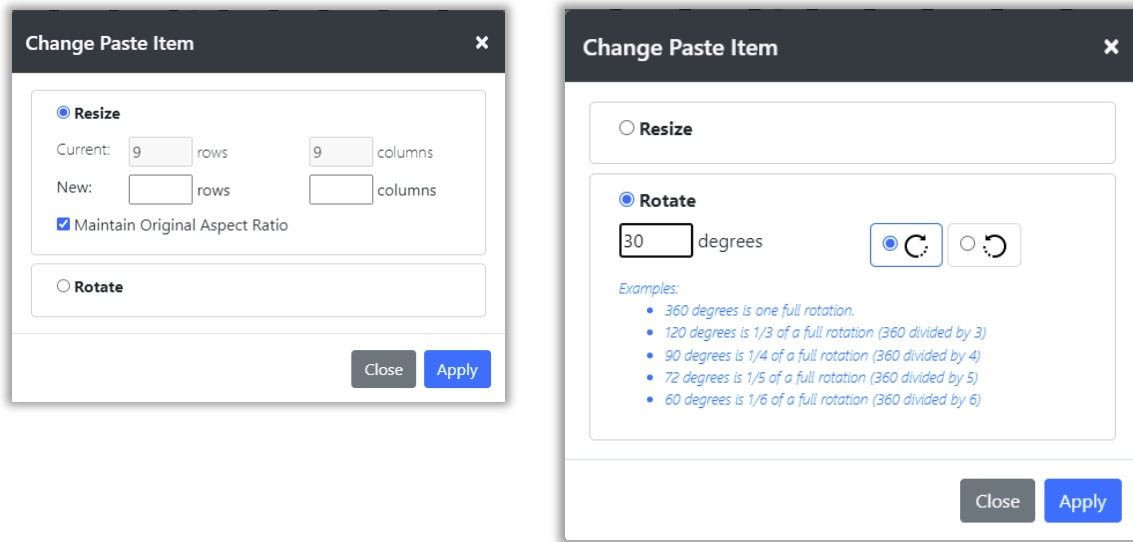 Change Paste Item ×
Resize
Current: 9 rows 9 columns
New: rows columns
Maintain Original Aspect Ratio
Rotate
Close Apply
Change Paste Item ×
Resize
Rotate
30 degrees
Examples:
• 360 degrees is one full rotation.
• 120 degrees is 1/3 of a full rotation (360 divided by 3)
• 90 degrees is 1/4 of a full rotation (360 divided by 4)
• 72 degrees is 1/5 of a full rotation (360 divided by 5)
• 60 degrees is 1/6 of a full rotation (360 divided by 6)
Close Apply